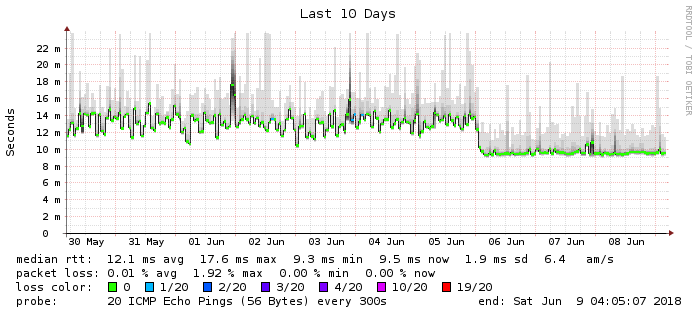 Last 10 Days
RRDTOOL / TOBI OETIKER
Seconds
22 m
20 m
18 m
16 m
14 m
12 m
10 m
8 m
6 m
4 m
2 m
0
30 May 31 May 01 Jun 02 Jun 03 Jun 04 Jun 05 Jun 06 Jun 07 Jun 08 Jun
median rtt: 12.1 ms avg 17.6 ms max 9.3 ms min 9.5 ms now 1.9 ms sd 6.4 am/s
packet loss: 0.01 % avg 1.92 % max 0.00 % min 0.00 % now
loss color: 0 1/20 2/20 3/20 4/20 10/20 19/20
probe: 20 ICMP Echo Pings (56 Bytes) every 300s end: Sat Jun 9 04:05:07 2018